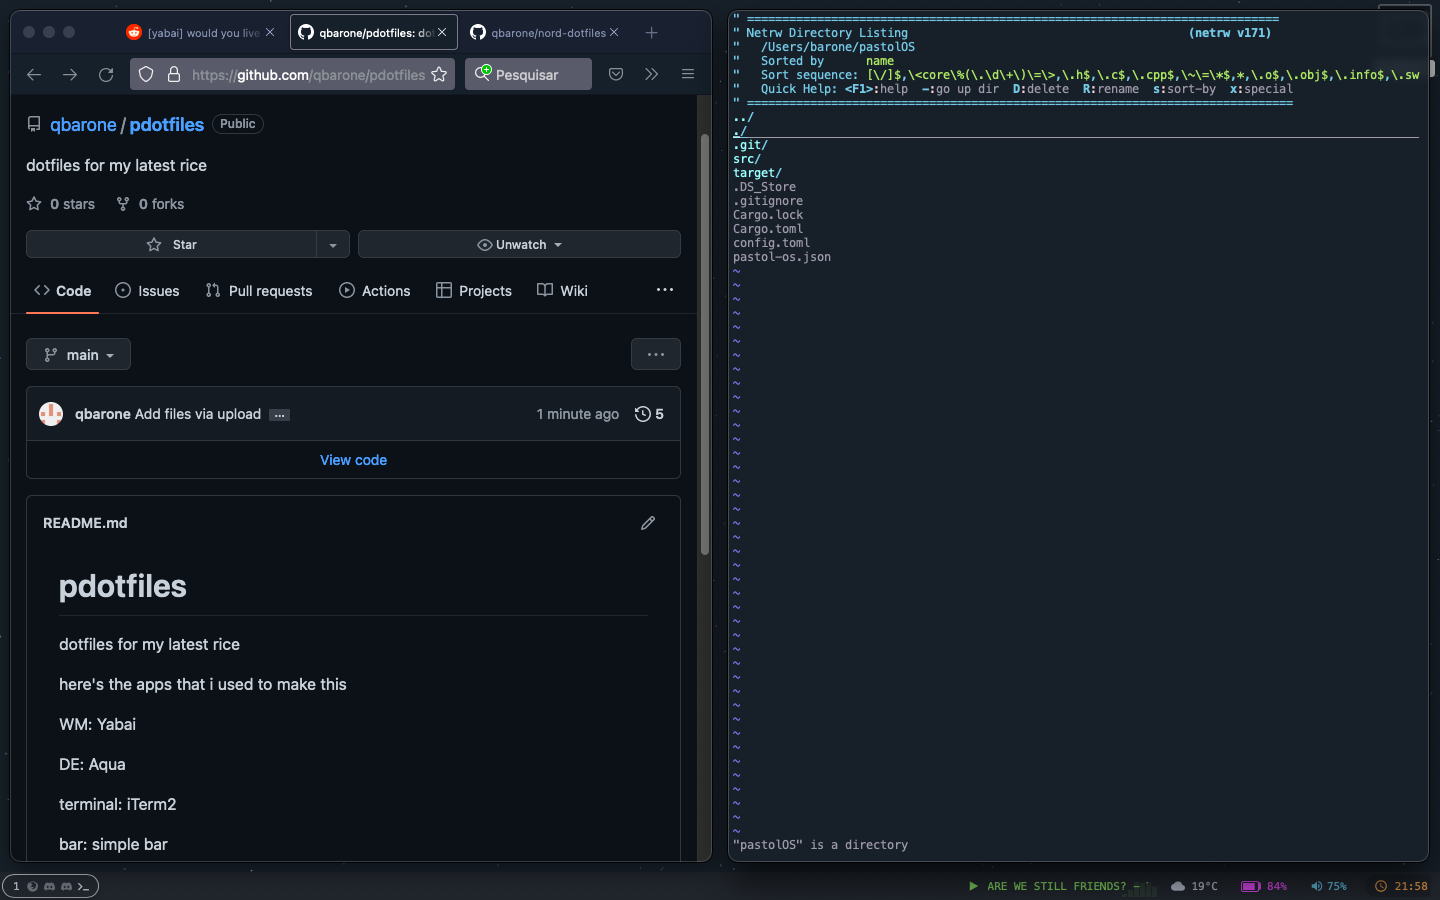 [yabai] would you live
qbarone/pdotfiles: dot
qbarone/nord-dotfiles
https://github.com/qbarone/pdotfiles
Pesquisar
qbarone / pdotfiles
Public
dotfiles for my latest rice
0 stars
0 forks
Star
Unwatch
Code
Issues
Pull requests
Actions
Projects
Wiki
main
qbarone Add files via upload
1 minute ago
5
View code
README.md
pdotfiles
dotfiles for my latest rice
here's the apps that i used to make this
WM: Yabai
DE: Aqua
terminal: iTerm2
bar: simple bar
" ============================================================================
" Netrw Directory Listing (netrw v171)
" /Users/barone/pastolOS
" Sorted by name
" Sort sequence: [\/]$,\<core\%(\.\d\+\)\=\>,\.h$,\.c$,\.cpp$,\~\=\*$,*,\.o$,\.obj$,\.info$,\.sw
" Quick Help: <F1>:help -:go up dir D:delete R:rename s:sort-by x:special
" ==============================================================================
../
./
.git/
src/
target/
.DS_Store
.gitignore
Cargo.lock
Cargo.toml
config.toml
pastol-os.json
"pastolOS" is a directory
1
ARE WE STILL FRIENDS? -
19°C
84%
75%
21:58